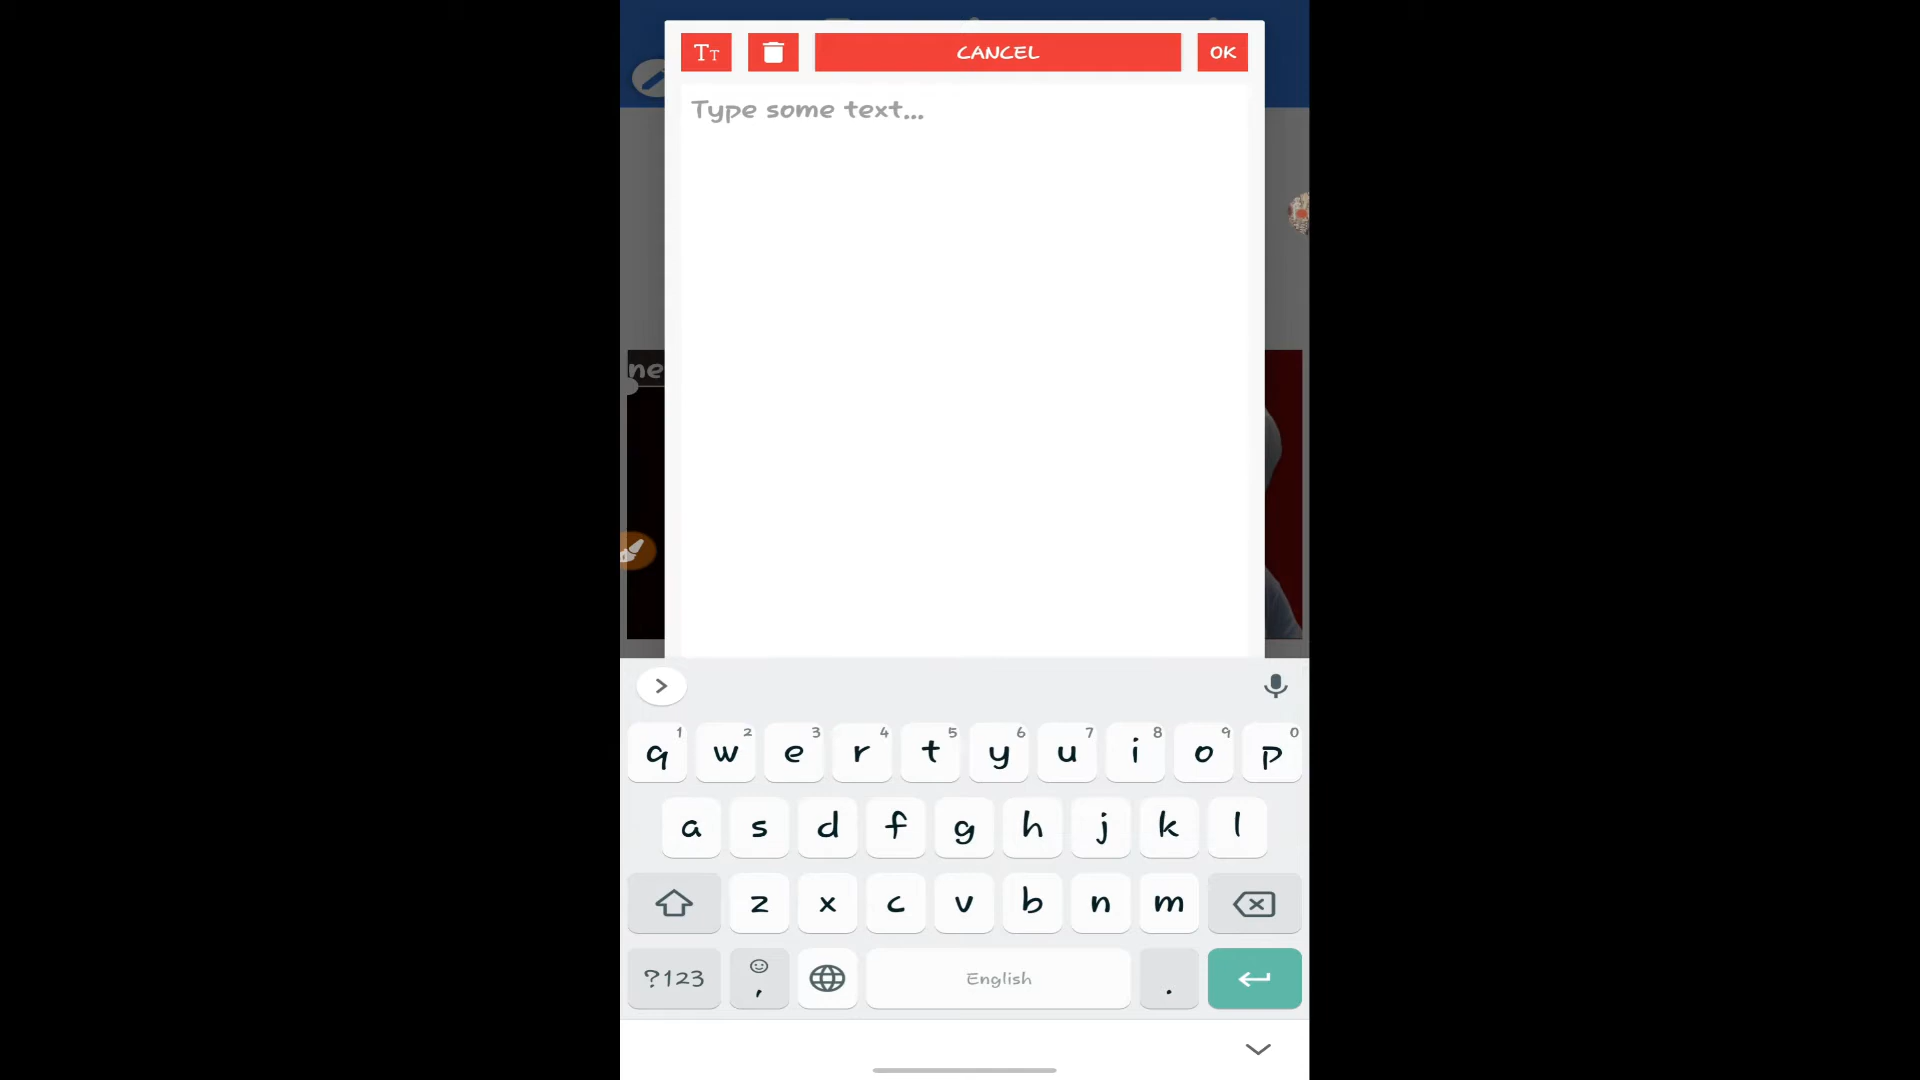 Tт CANCEL OK
Type some text...
ne
1 2 3 4 5 6 7 8 9 0
q w e r t y u i o p
a s d f g h j k l
z x c v b n m
?123 , English .